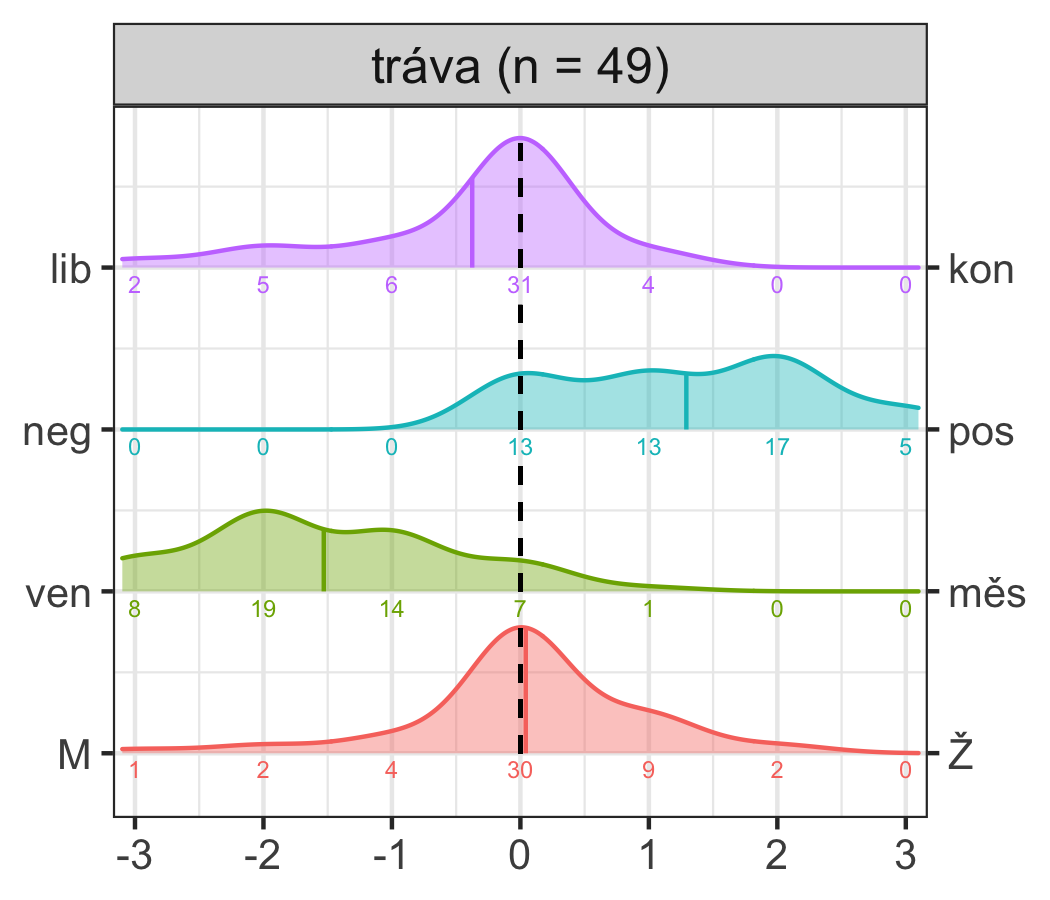 tráva (n = 49)
lib kon
2 5 6 31 4 0 0
neg pos
0 0 0 13 13 17 5
ven měs
8 19 14 7 1 0 0
M Ž
1 2 4 30 9 2 0
-3 -2 -1 0 1 2 3